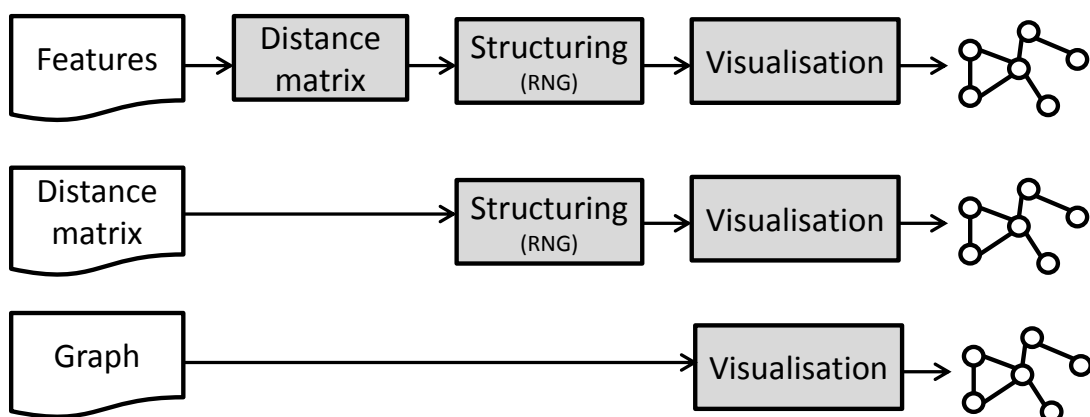 Features
Distance
matrix
Structuring
(RNG)
Visualisation
Distance
matrix
Structuring
(RNG)
Visualisation
Graph
Visualisation